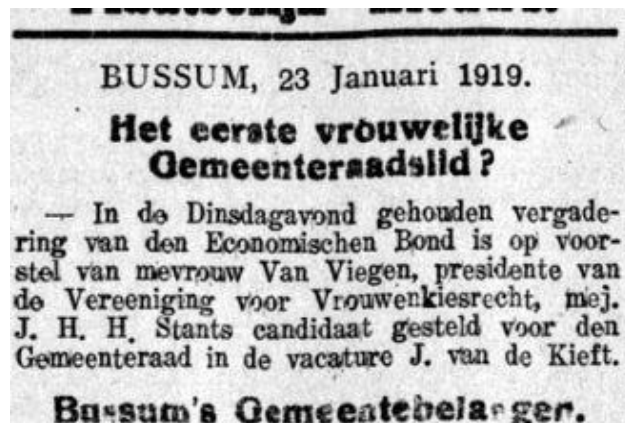 BUSSUM, 23 Januari 1919.
Het eerste vrouwelijke
Gemeenteraadslid?
— In de Dinsdagavond gehouden vergade-
ring van den Economischen Bond is op voor-
stel van mevrouw Van Viegen, presidente van
de Vereeniging voor Vrouwenkiesrecht, mej.
J. H. H. Stants candidaat gesteld voor den
Gemeenteraad in de vacature J. van de Kieft.
Bussum's Gemeentebelangen.